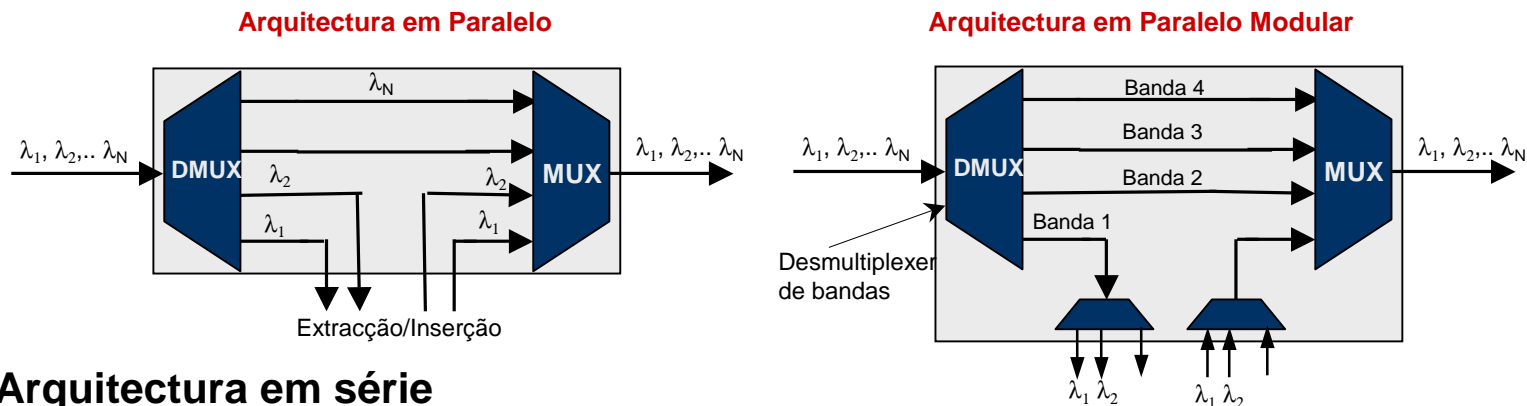 Arquitectura em Paralelo
λ1, λ2,.. λN
DMUX
λN
λ2
λ1
λ2
λ1
MUX
λ1, λ2,.. λN
Extracção/Inserção
Arquitectura em Paralelo Modular
λ1, λ2,.. λN
DMUX
Banda 4
Banda 3
Banda 2
Banda 1
MUX
λ1, λ2,.. λN
Desmultiplexer
de bandas
λ1 λ2
λ1 λ2
Arquitectura em série